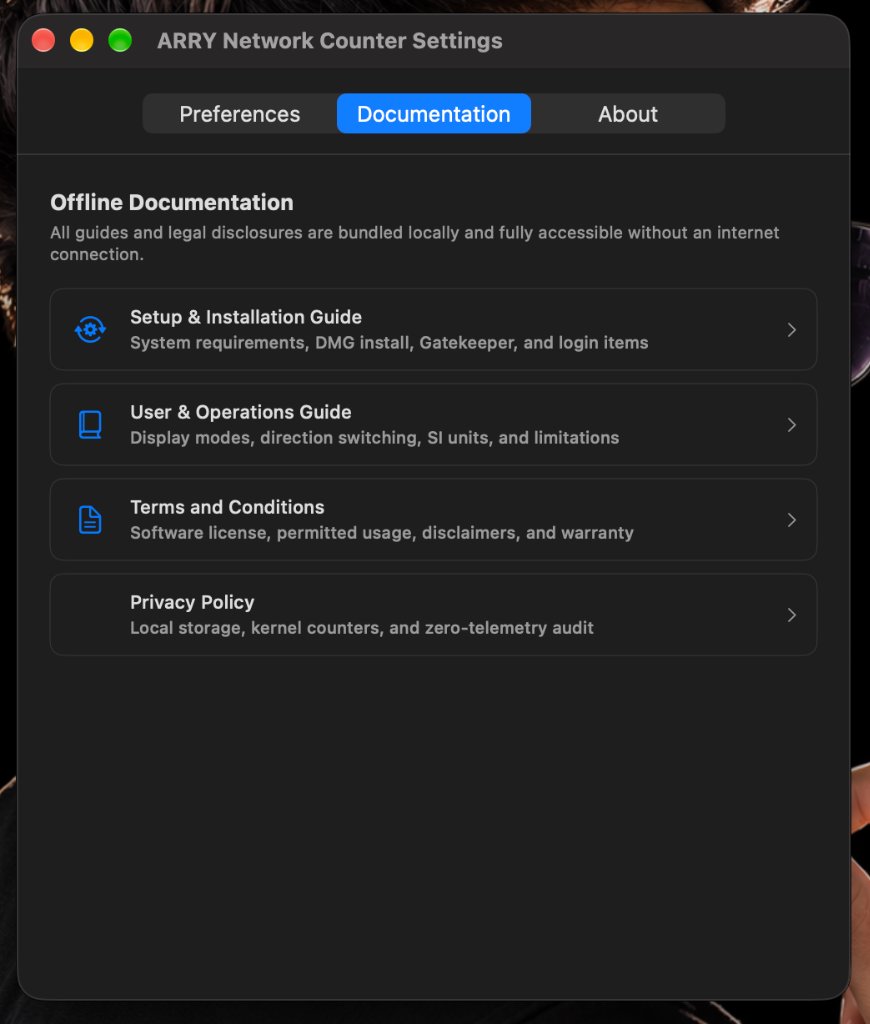 ARRY Network Counter Settings
Preferences
Documentation
About
Offline Documentation
All guides and legal disclosures are bundled locally and fully accessible without an internet
connection.
Setup & Installation Guide
System requirements, DMG install, Gatekeeper, and login items
User & Operations Guide
Display modes, direction switching, SI units, and limitations
Terms and Conditions
Software license, permitted usage, disclaimers, and warranty
Privacy Policy
Local storage, kernel counters, and zero-telemetry audit